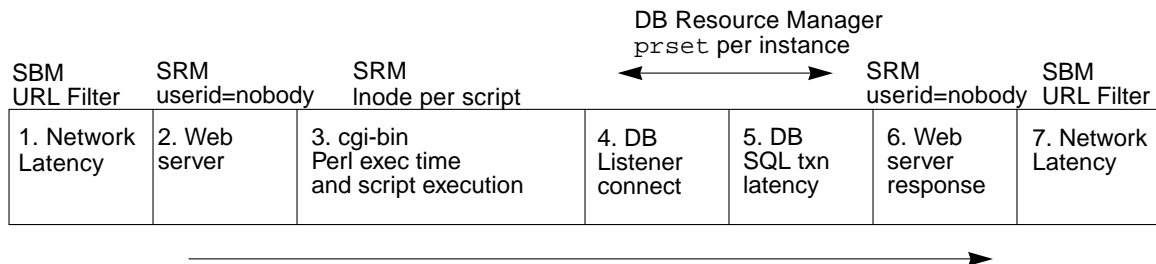 DB Resource Manager
prset per instance
SBM
URL Filter
SRM
userid=nobody
SRM
Inode per script
SRM
userid=nobody
SBM
URL Filter
1. Network
Latency
2. Web
server
3. cgi-bin
Perl exec time
and script execution
4. DB
Listener
connect
5. DB
SQL txn
latency
6. Web
server
response
7. Network
Latency